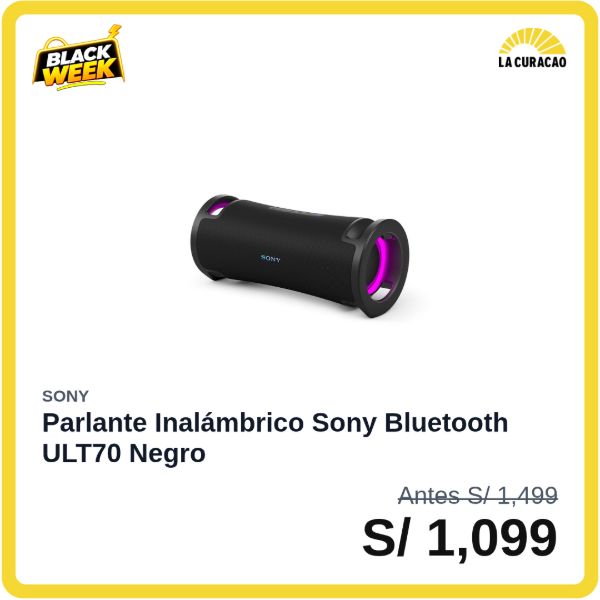 BLACK
WEEK
LA CURACAO
SONY
SONY
Parlante Inalámbrico Sony Bluetooth
ULT70 Negro
Antes S/ 1,499
S/ 1,099